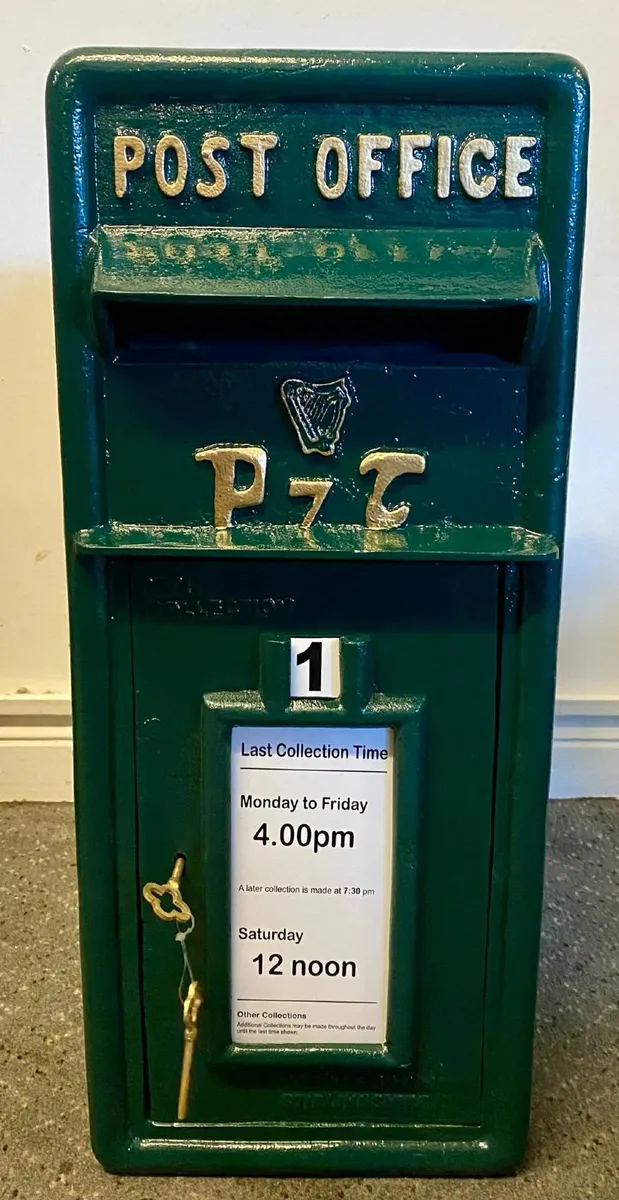 POST OFFICE
P ⁊ T
COLLECTION
1
Last Collection Time
Monday to Friday
4.00pm
A later collection is made at 7:30 pm
Saturday
12 noon
Other Collections
Additional Collections may be made throughout the day
until the last time shown.